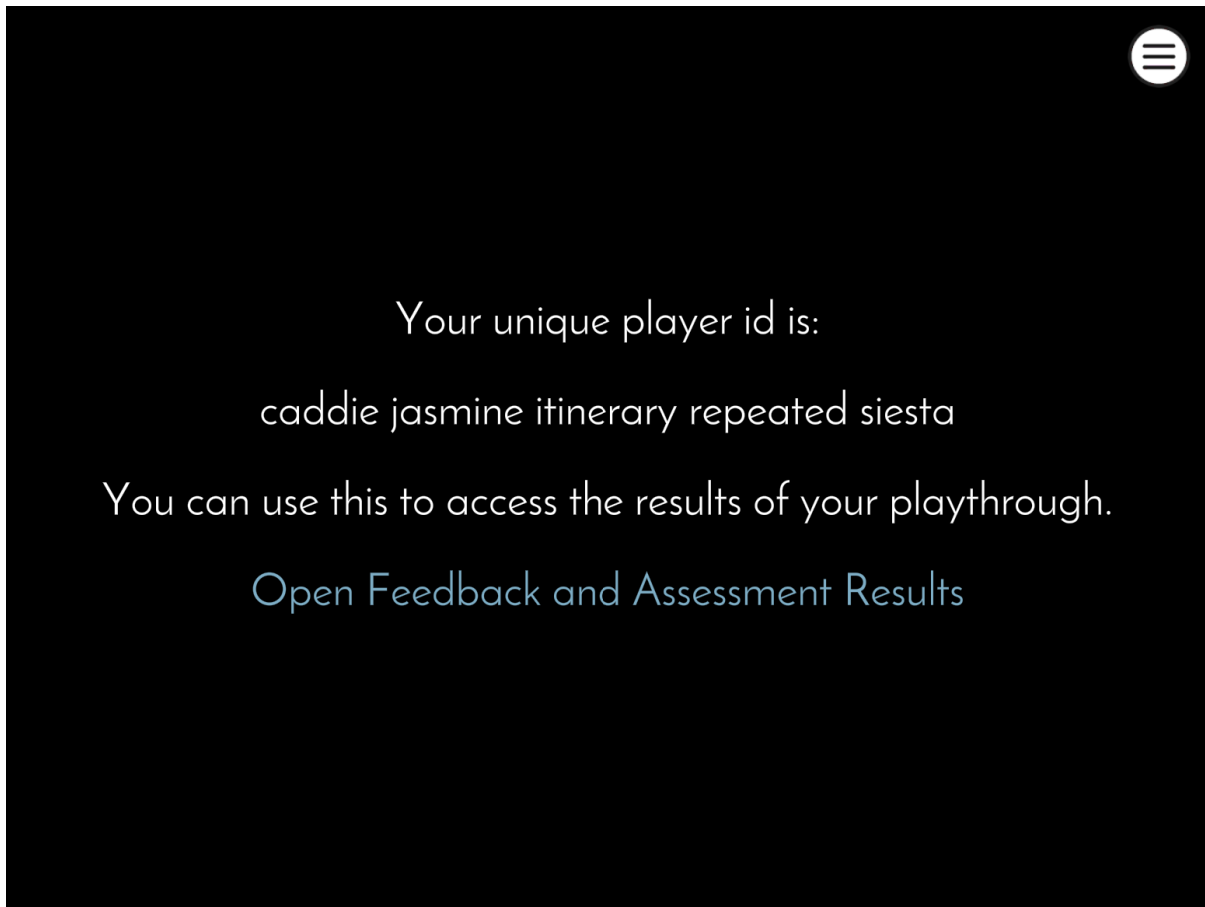 Your unique player id is:
caddie jasmine itinerary repeated siesta
You can use this to access the results of your playthrough.
Open Feedback and Assessment Results